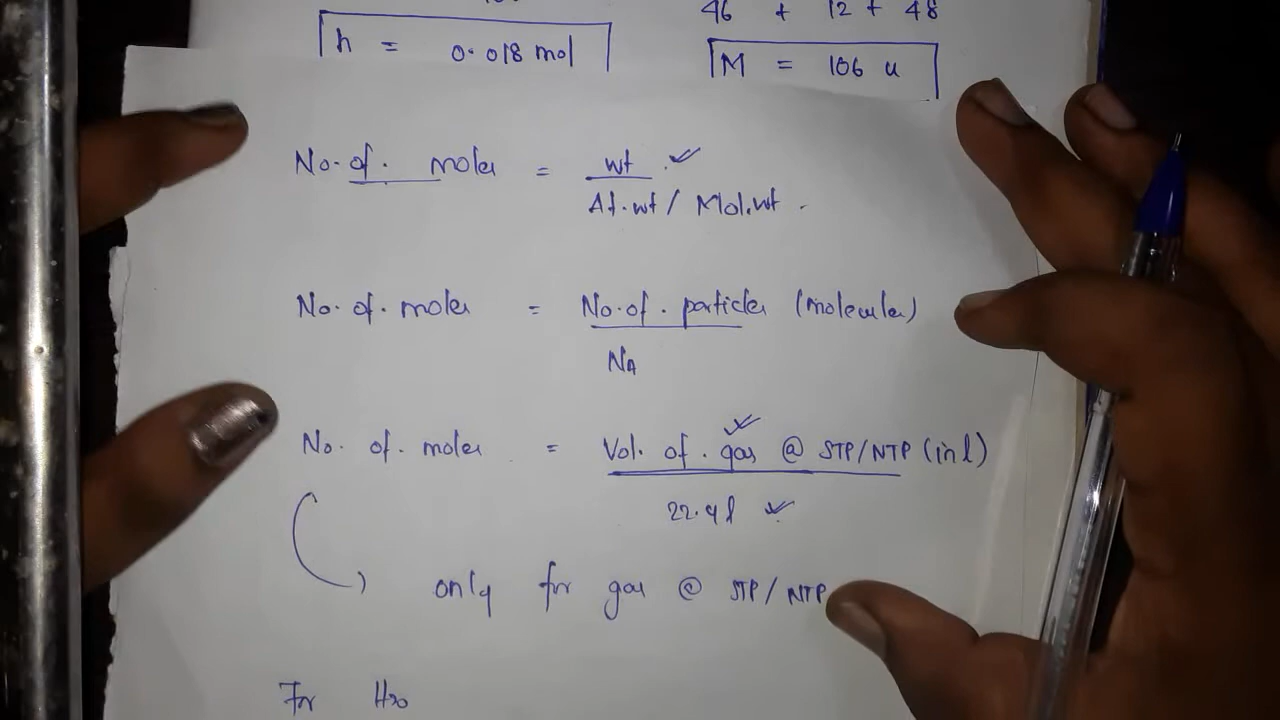 46 + 12 + 48
n = 0.018 mol
M = 106 u
No. of. moles = wt
At.wt / Mol.wt.
No. of. moles = No. of. particles (molecules)
NA
No. of. moles = Vol. of. gas @ STP/NTP (in l)
22.4 l
only for gas @ STP/NTP
For H2O